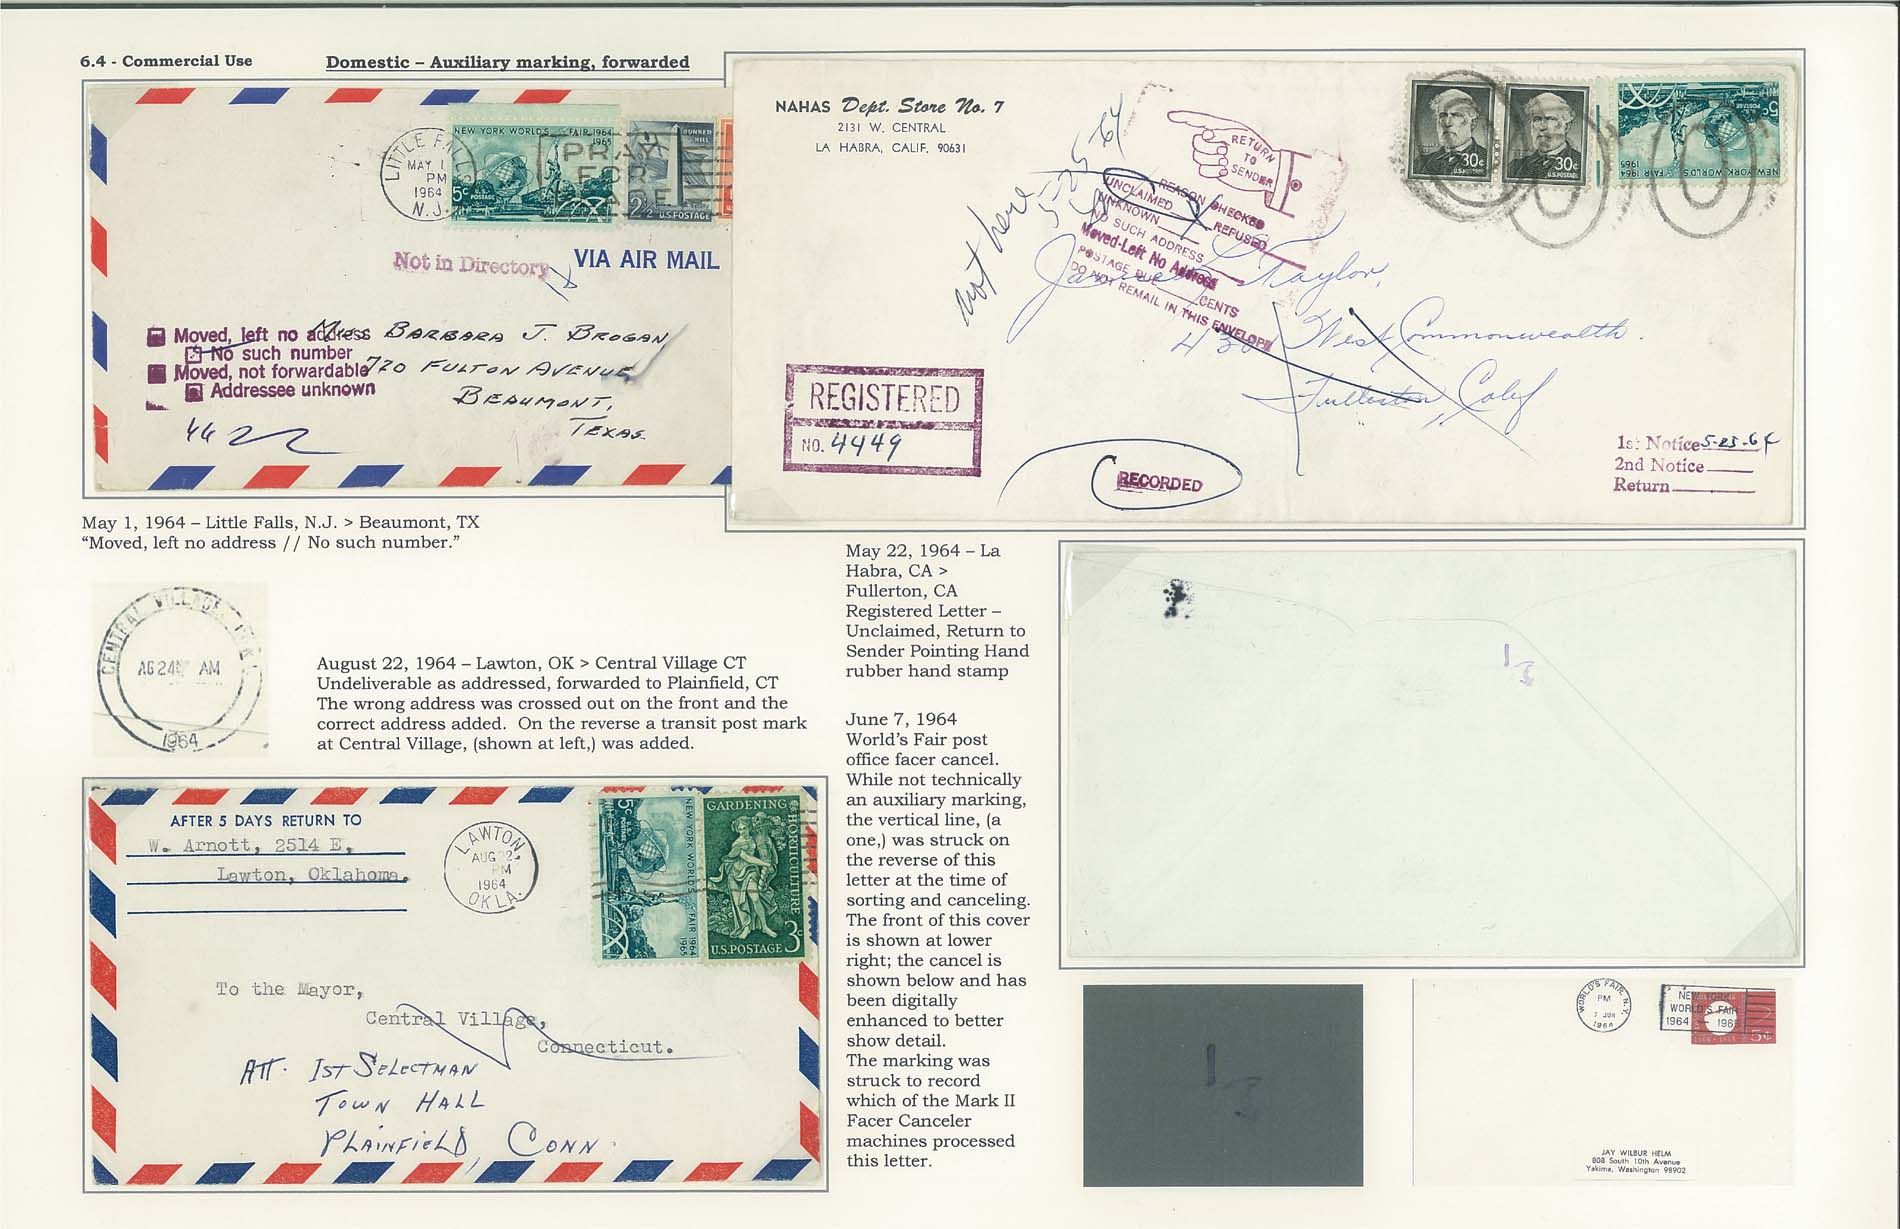 6.4 - Commercial Use
Domestic – Auxiliary marking, forwarded
LITTLE FALLS
MAY 1
PM
1964
N.J.
NEW YORK WORLD'S FAIR 1964
1965
5c POSTAGE
PRAY
FOR
PEACE
BUNKER
HILL
2½c U.S. POSTAGE
Not in Directory
VIA AIR MAIL
Moved, left no address
No such number
Moved, not forwardable
Addressee unknown
Miss Barbara J. Brogan
720 Fulton Avenue
Beaumont,
Texas.
NAHAS Dept. Store No. 7
2131 W. CENTRAL
LA HABRA, CALIF. 90631
not here
5-25-64
RETURN
TO
SENDER
REASON CHECKED
UNCLAIMED
REFUSED
UNKNOWN
NO SUCH ADDRESS
Moved-Left No Address
POSTAGE DUE CENTS
DO NOT REMAIL IN THIS ENVELOPE
30c
U.S. POSTAGE
30c
U.S. POSTAGE
5c POSTAGE
NEW YORK WORLD'S FAIR 1964
1965
Taylor,
West Commonwealth.
Fullerton, Calif
REGISTERED
NO. 4449
RECORDED
1st Notice 5-23-64
2nd Notice
Return
May 1, 1964 – Little Falls, N.J. > Beaumont, TX
“Moved, left no address // No such number.”
May 22, 1964 – La
Habra, CA >
Fullerton, CA
Registered Letter –
Unclaimed, Return to
Sender Pointing Hand
rubber hand stamp
CENTRAL VILLAGE
AG 24 AM
1964
August 22, 1964 – Lawton, OK > Central Village CT
Undeliverable as addressed, forwarded to Plainfield, CT
The wrong address was crossed out on the front and the
correct address added. On the reverse a transit post mark
at Central Village, (shown at left,) was added.
June 7, 1964
World’s Fair post
office facer cancel.
While not technically
an auxiliary marking,
the vertical line, (a
one,) was struck on
the reverse of this
letter at the time of
sorting and canceling.
The front of this cover
is shown at lower
right; the cancel is
shown below and has
been digitally
enhanced to better
show detail.
The marking was
struck to record
which of the Mark II
Facer Canceler
machines processed
this letter.
AFTER 5 DAYS RETURN TO
W. Arnott, 2514 E,
Lawton, Oklahoma.
LAWTON,
AUG 22
PM
1964
OKLA.
5c POSTAGE
NEW YORK WORLD'S FAIR 1964
1965
GARDENING
HORTICULTURE
U.S. POSTAGE 3c
To the Mayor,
Central Village,
Connecticut.
Att. 1st Selectman
Town Hall
Plainfield, Conn.
WORLD'S FAIR, N.Y.
PM
7 JUN
1964
NEW YORK
WORLD'S FAIR
1964 – 1965
5c
JAY WILBUR HELM
808 South 10th Avenue
Yakima, Washington 98902